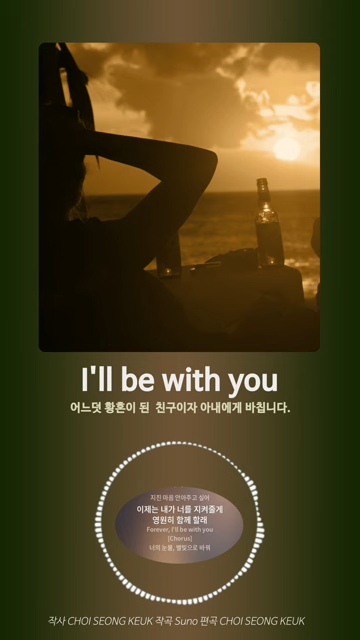 I'll be with you
어느덧 황혼이 된 친구이자 아내에게 바칩니다.
지친 마음 안아주고 싶어
이제는 내가 너를 지켜줄게
영원히 함께 할래
Forever, I'll be with you
[Chorus]
너의 눈물, 별빛으로 바꿔
작사 CHOI SEONG KEUK 작곡 Suno 편곡 CHOI SEONG KEUK